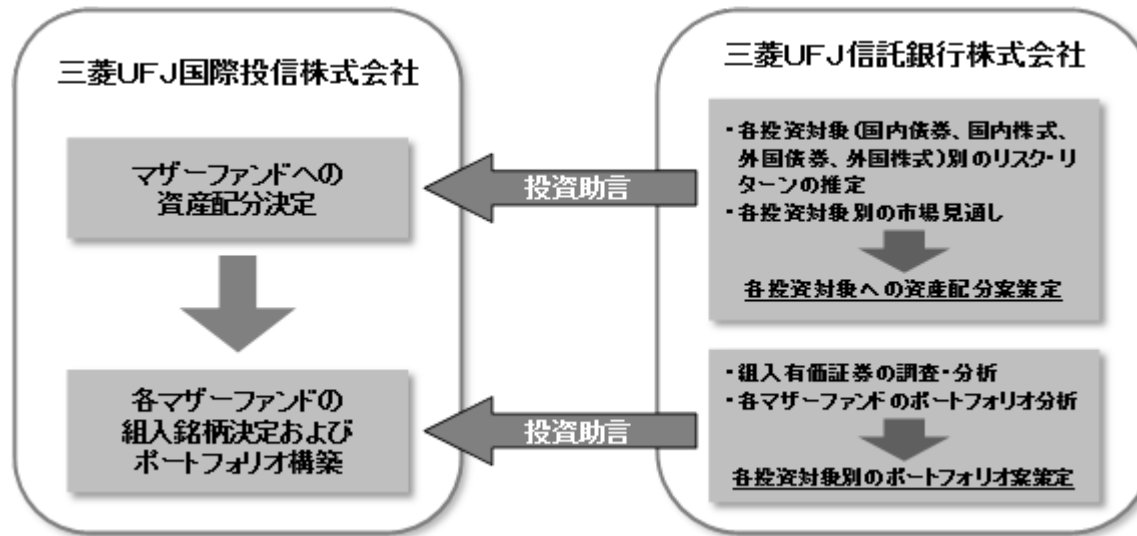 三菱UFJ国際投信株式会社
マザーファンドへの
資産配分決定
各マザーファンドの
組入銘柄決定および
ポートフォリオ構築
投資助言
投資助言
三菱UFJ信託銀行株式会社
・各投資対象(国内債券、国内株式、
外国債券、外国株式)別のリスク・リ
ターンの推定
・各投資対象別の市場見通し
各投資対象への資産配分案策定
・組入有価証券の調査・分析
・各マザーファンドのポートフォリオ分析
各投資対象別のポートフォリオ案策定